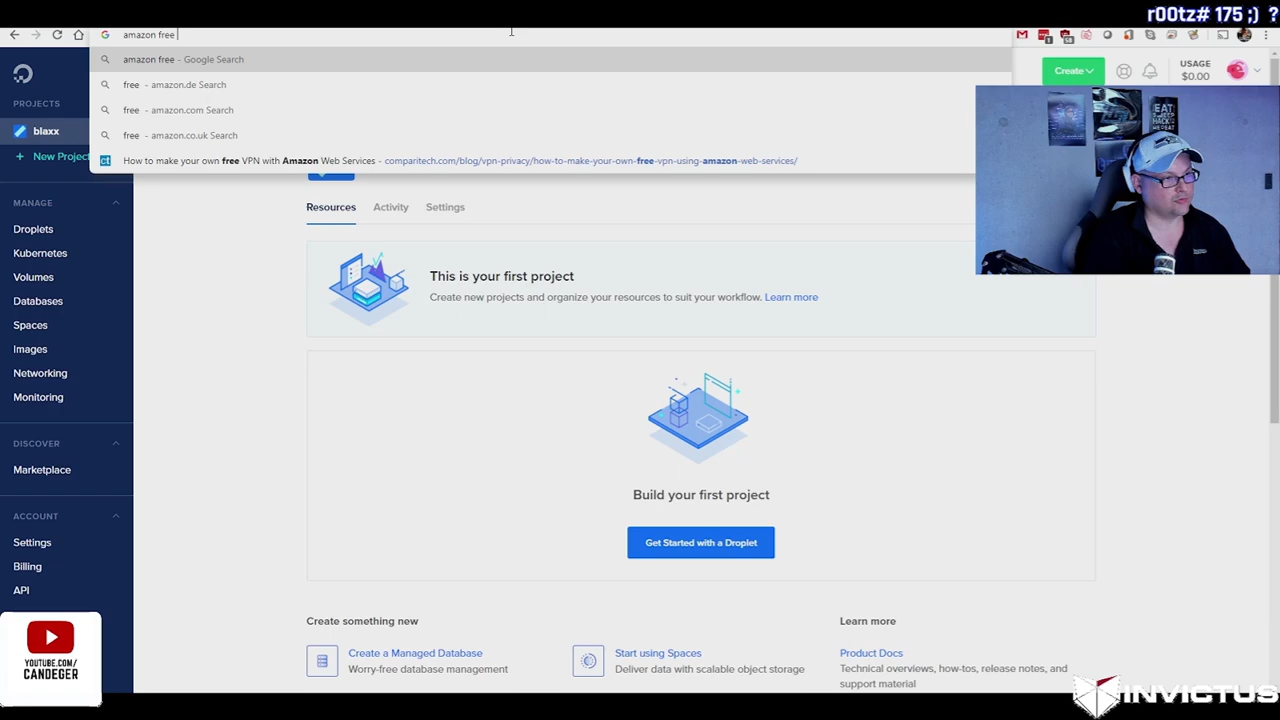 r00tz# 175 ;) ?
amazon free
amazon free - Google Search
free - amazon.de Search
free - amazon.com Search
free - amazon.co.uk Search
How to make your own free VPN with Amazon Web Services - comparitech.com/blog/vpn-privacy/how-to-make-your-own-free-vpn-using-amazon-web-services/
Create
USAGE
$0.00
PROJECTS
blaxx
+ New Project
MANAGE
Droplets
Kubernetes
Volumes
Databases
Spaces
Images
Networking
Monitoring
DISCOVER
Marketplace
ACCOUNT
Settings
Billing
API
Resources
Activity
Settings
This is your first project
Create new projects and organize your resources to suit your workflow. Learn more
Build your first project
Get Started with a Droplet
Create something new
Create a Managed Database
Worry-free database management
Start using Spaces
Deliver data with scalable object storage
Learn more
Product Docs
Technical overviews, how-tos, release notes, and
support material
EAT
SLEEP
HACK
REPEAT
YOUTUBE.COM/
CANDEGER
INVICTUS